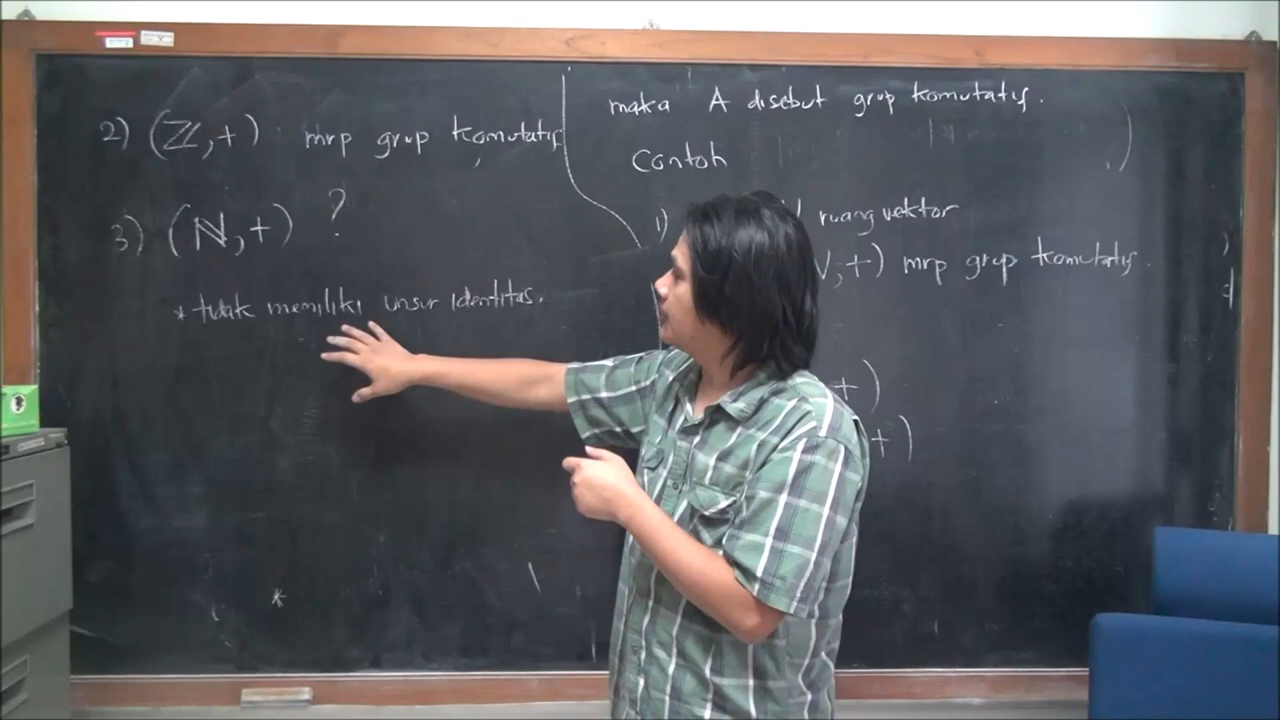 2) (ℤ,+) mrp grup komutatif
3) (ℕ,+) ?
* tidak memiliki unsur identitas.
maka A disebut grup komutatif.
Contoh
1) ruang vektor
,+) mrp grup komutatif.
+)
+)